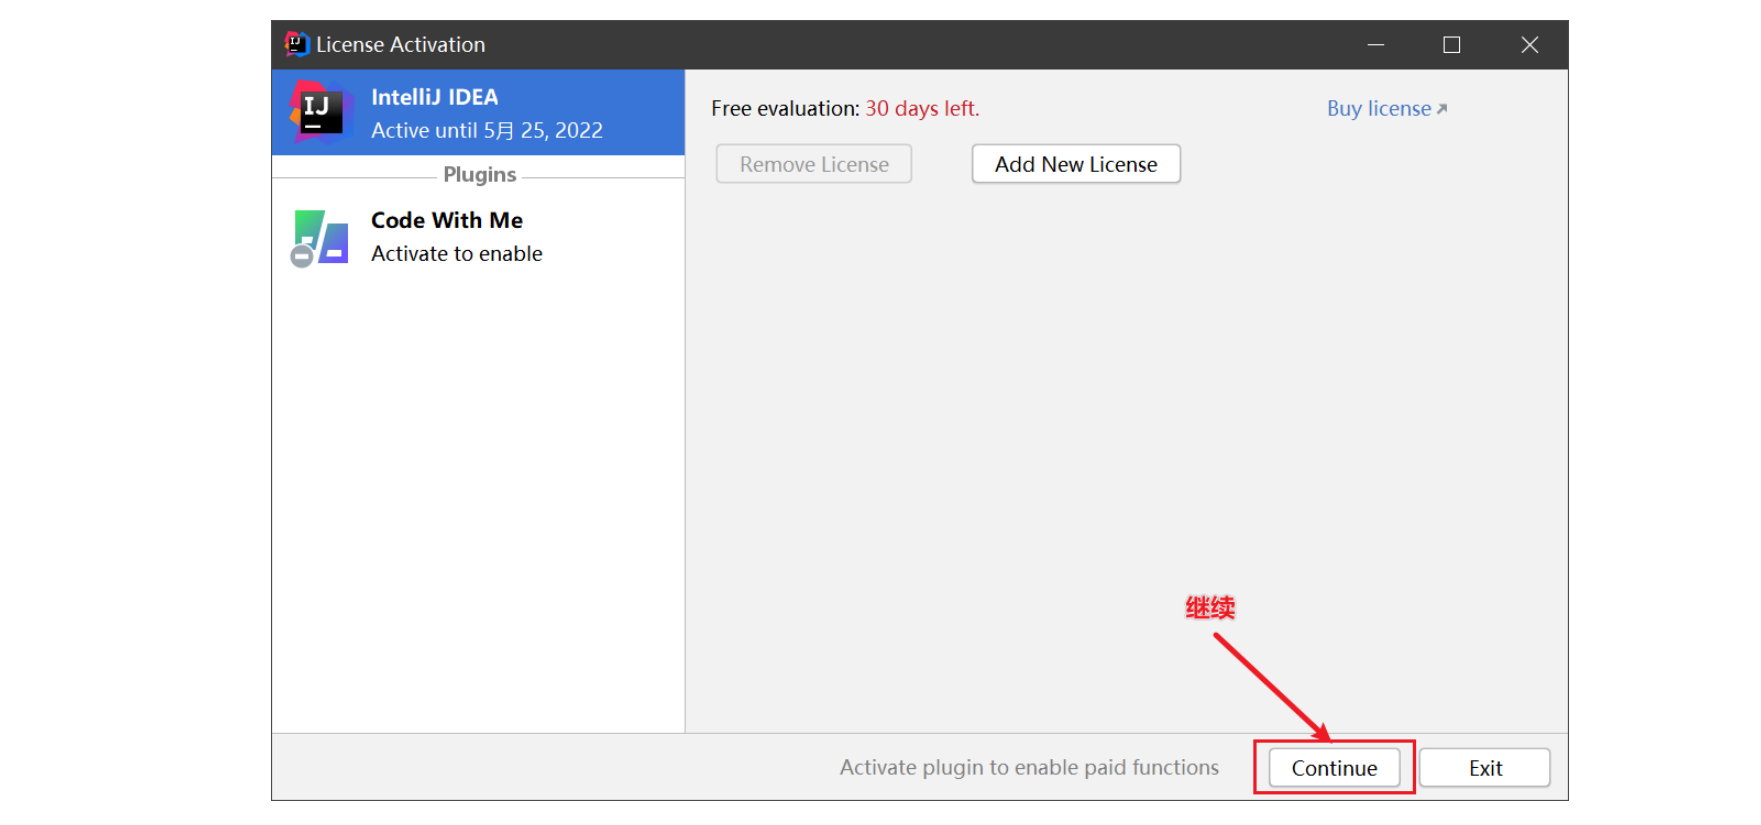 License Activation
IntelliJ IDEA
Active until 5月 25, 2022
Plugins
Code With Me
Activate to enable
Free evaluation: 30 days left.
Buy license
Remove License
Add New License
继续
Activate plugin to enable paid functions
Continue
Exit